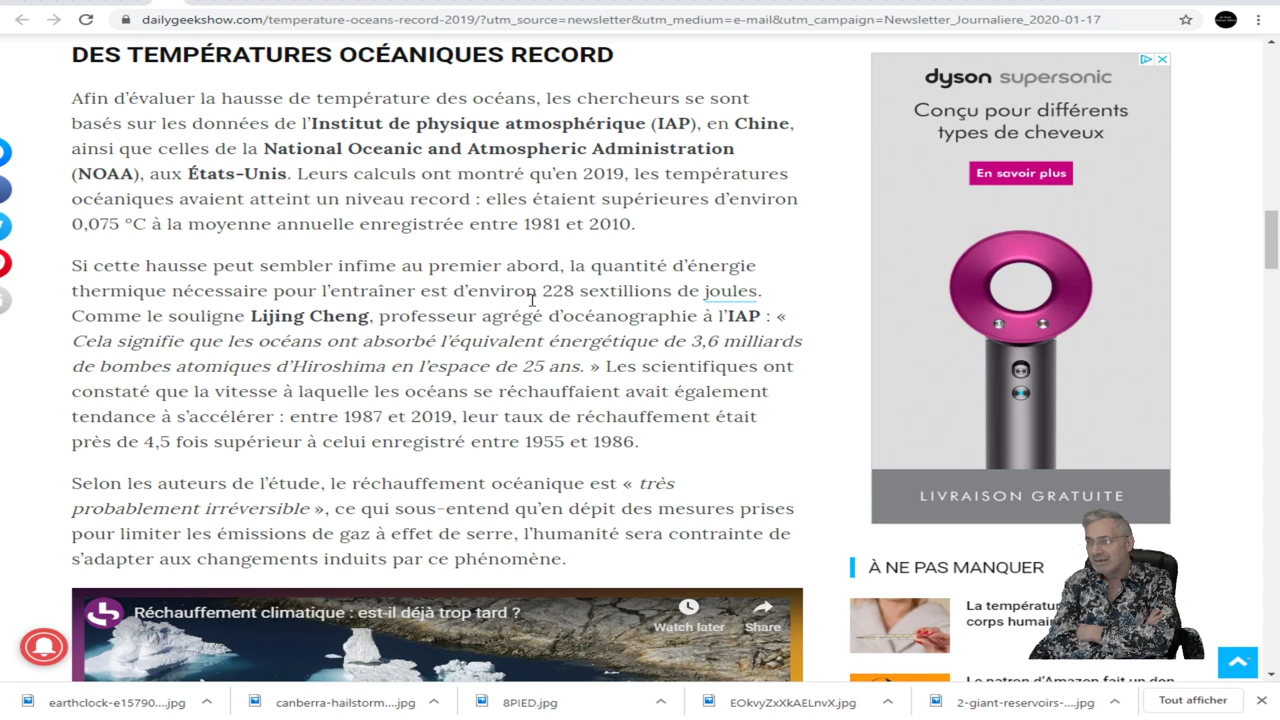 dailygeekshow.com/temperature-oceans-record-2019/?utm_source=newsletter&utm_medium=e-mail&utm_campaign=Newsletter_Journaliere_2020-01-17
DES TEMPÉRATURES OCÉANIQUES RECORD
Afin d’évaluer la hausse de température des océans, les chercheurs se sont
basés sur les données de l’Institut de physique atmosphérique (IAP), en Chine,
ainsi que celles de la National Oceanic and Atmospheric Administration
(NOAA), aux États-Unis. Leurs calculs ont montré qu’en 2019, les températures
océaniques avaient atteint un niveau record : elles étaient supérieures d’environ
0,075 °C à la moyenne annuelle enregistrée entre 1981 et 2010.
Si cette hausse peut sembler infime au premier abord, la quantité d’énergie
thermique nécessaire pour l’entraîner est d’environ 228 sextillions de joules.
Comme le souligne Lijing Cheng, professeur agrégé d’océanographie à l’IAP : «
Cela signifie que les océans ont absorbé l’équivalent énergétique de 3,6 milliards
de bombes atomiques d’Hiroshima en l’espace de 25 ans. » Les scientifiques ont
constaté que la vitesse à laquelle les océans se réchauffaient avait également
tendance à s’accélérer : entre 1987 et 2019, leur taux de réchauffement était
près de 4,5 fois supérieur à celui enregistré entre 1955 et 1986.
Selon les auteurs de l’étude, le réchauffement océanique est « très
probablement irréversible », ce qui sous-entend qu’en dépit des mesures prises
pour limiter les émissions de gaz à effet de serre, l’humanité sera contrainte de
s’adapter aux changements induits par ce phénomène.
Réchauffement climatique : est-il déjà trop tard ?
Watch later
Share
dyson supersonic
Conçu pour différents
types de cheveux
En savoir plus
LIVRAISON GRATUITE
À NE PAS MANQUER
La températu
corps humai
Le patron d’Amazon fait un don
earthclock-e15790....jpg
canberra-hailstorm....jpg
8PIED.jpg
EOkvyZxXkAELnvX.jpg
2-giant-reservoirs-....jpg
Tout afficher